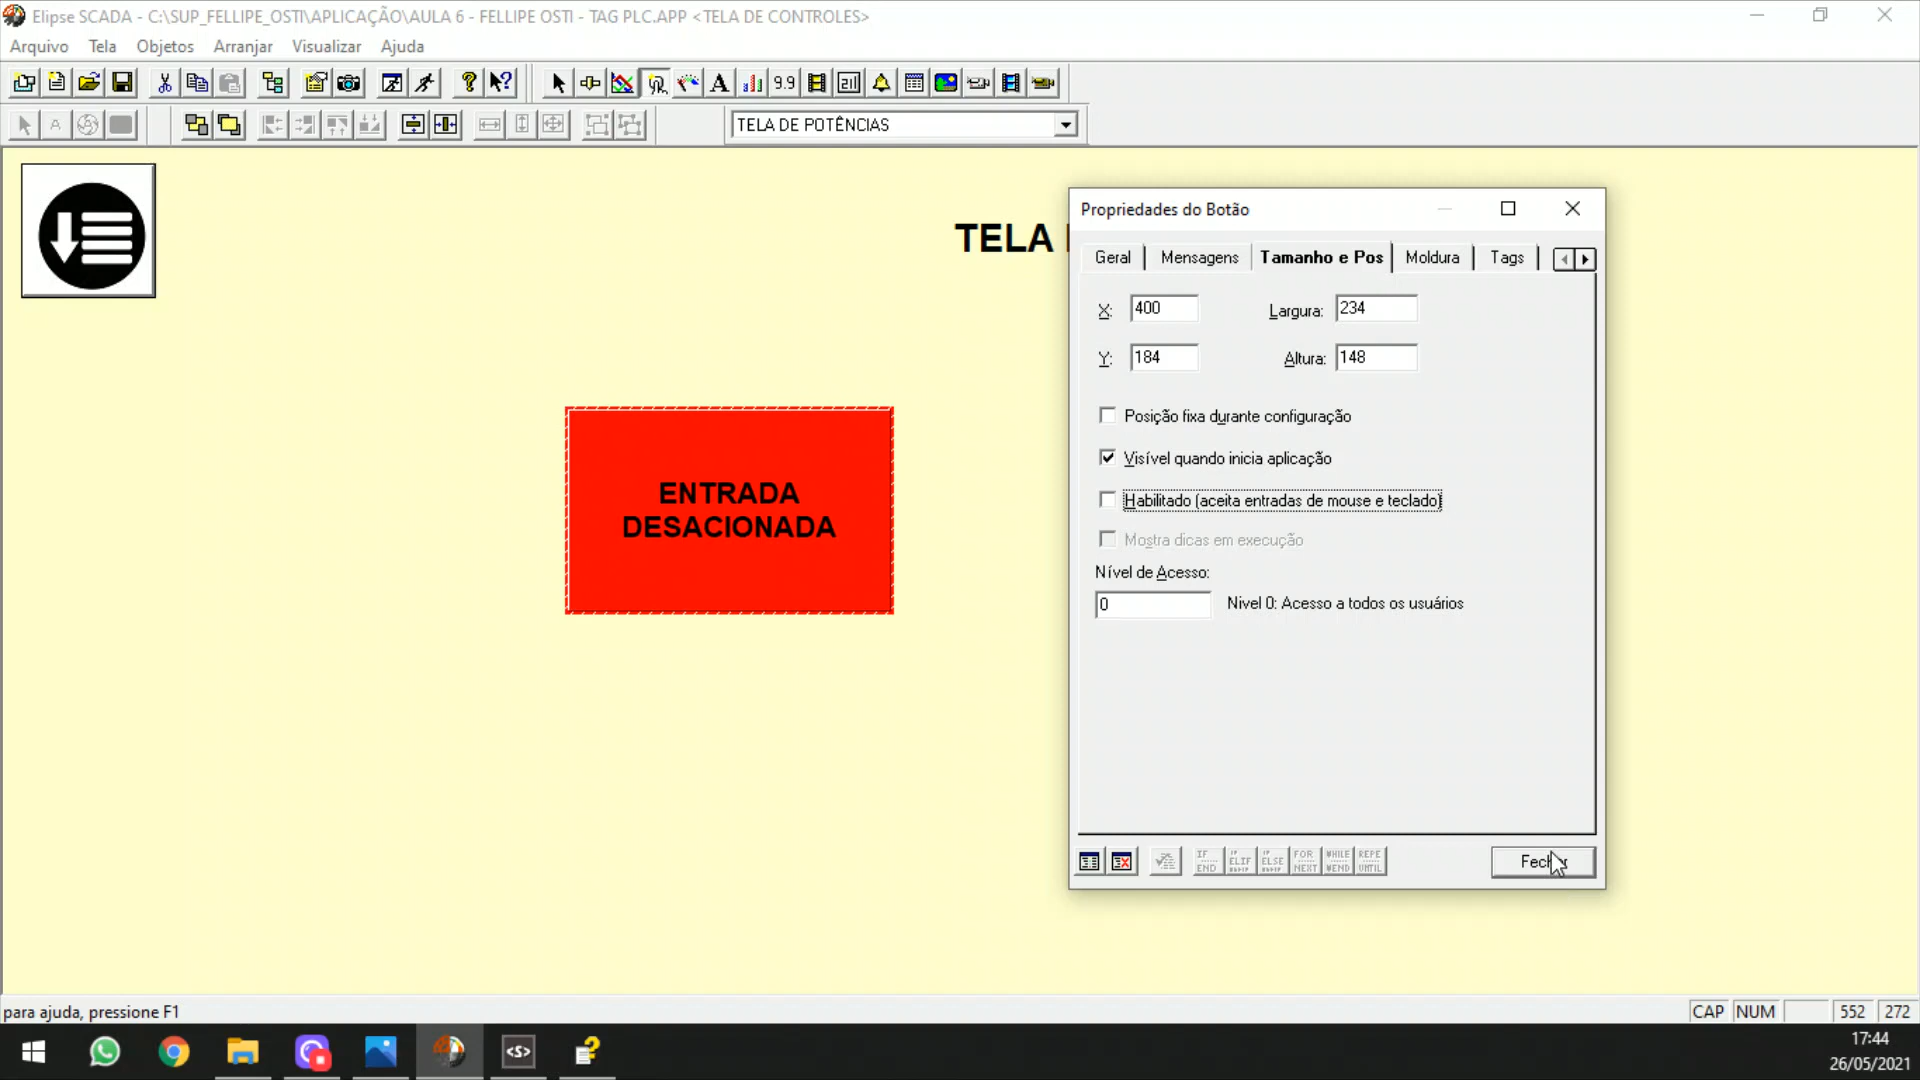 Elipse SCADA - C:\SUP_FELLIPE_OSTI\APLICAÇÃO\AULA 6 - FELLIPE OSTI - TAG PLC.APP <TELA DE CONTROLES>
Arquivo Tela Objetos Arranjar Visualizar Ajuda
A 9.9
A TELA DE POTÊNCIAS
TELA
Propriedades do Botão
Geral Mensagens Tamanho e Pos Moldura Tags
X: 400 Largura: 234
Y: 184 Altura: 148
Posição fixa durante configuração
Visível quando inicia aplicação
Habilitado (aceita entradas de mouse e teclado)
Mostra dicas em execução
Nível de Acesso:
0 Nivel 0: Acesso a todos os usuários
ENTRADA
DESACIONADA
IF END IF ELIF ELSE FOR NEXT WHILE WEND REPE UNTIL
para ajuda, pressione F1
CAP NUM 552 272
17:44
26/05/2021